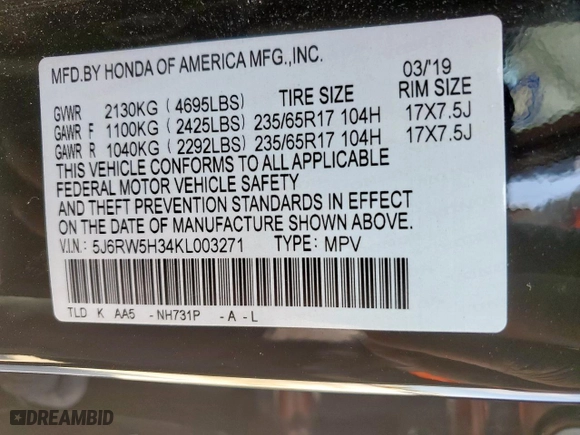 MFD.BY HONDA OF AMERICA MFG.,INC. 03/'19
TIRE SIZE RIM SIZE
GVWR 2130KG (4695LBS)
GAWR F 1100KG (2425LBS) 235/65R17 104H 17X7.5J
GAWR R 1040KG (2292LBS) 235/65R17 104H 17X7.5J
THIS VEHICLE CONFORMS TO ALL APPLICABLE
FEDERAL MOTOR VEHICLE SAFETY
AND THEFT PREVENTION STANDARDS IN EFFECT
ON THE DATE OF MANUFACTURE SHOWN ABOVE.
V.I.N.: 5J6RW5H34KL003271 TYPE: MPV
TLD K AA5 -NH731P -A-L
DREAMBID